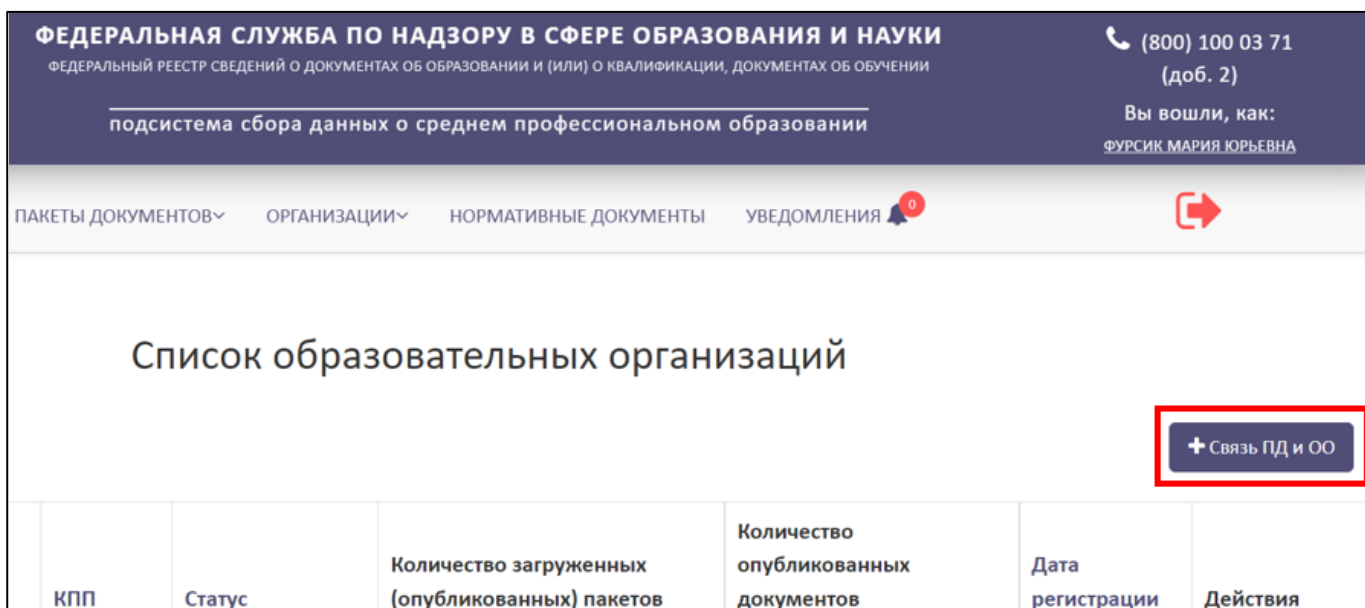 ФЕДЕРАЛЬНАЯ СЛУЖБА ПО НАДЗОРУ В СФЕРЕ ОБРАЗОВАНИЯ И НАУКИ
ФЕДЕРАЛЬНЫЙ РЕЕСТР СВЕДЕНИЙ О ДОКУМЕНТАХ ОБ ОБРАЗОВАНИИ И (ИЛИ) О КВАЛИФИКАЦИИ, ДОКУМЕНТАХ ОБ ОБУЧЕНИИ
подсистема сбора данных о среднем профессиональном образовании
(800) 100 03 71
(доб. 2)
Вы вошли, как:
ФУРСИК МАРИЯ ЮРЬЕВНА
ПАКЕТЫ ДОКУМЕНТОВ ОРГАНИЗАЦИИ НОРМАТИВНЫЕ ДОКУМЕНТЫ УВЕДОМЛЕНИЯ 0
Список образовательных организаций
+ Связь ПД и ОО
КПП
Статус
Количество загруженных
(опубликованных) пакетов
Количество
опубликованных
документов
Дата
регистрации
Действия